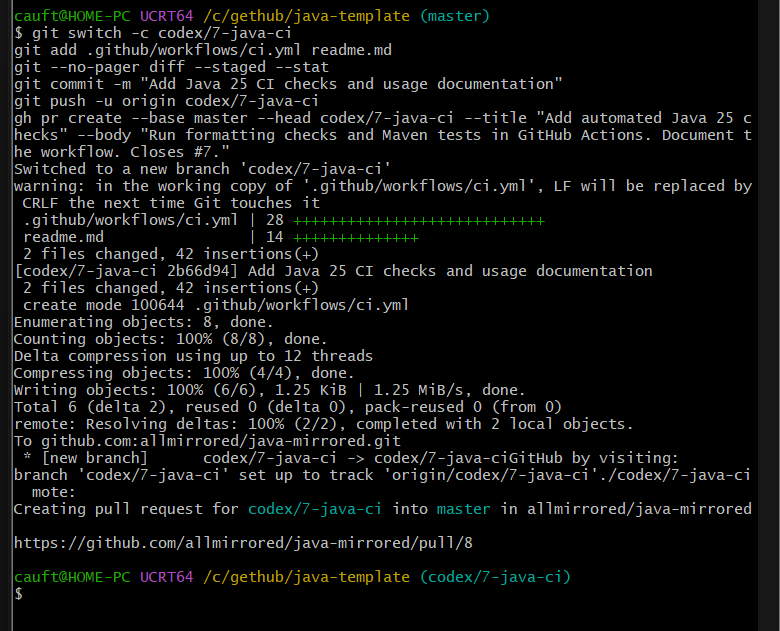 cauft@HOME-PC UCRT64 /c/gethub/java-template (master)
$ git switch -c codex/7-java-ci
git add .github/workflows/ci.yml readme.md
git --no-pager diff --staged --stat
git commit -m "Add Java 25 CI checks and usage documentation"
git push -u origin codex/7-java-ci
gh pr create --base master --head codex/7-java-ci --title "Add automated Java 25 c
hecks" --body "Run formatting checks and Maven tests in GitHub Actions. Document t
he workflow. Closes #7."
Switched to a new branch 'codex/7-java-ci'
warning: in the working copy of '.github/workflows/ci.yml', LF will be replaced by
 CRLF the next time Git touches it
 .github/workflows/ci.yml | 28 ++++++++++++++++++++++++++++
 readme.md                | 14 ++++++++++++++
 2 files changed, 42 insertions(+)
[codex/7-java-ci 2b66d94] Add Java 25 CI checks and usage documentation
 2 files changed, 42 insertions(+)
 create mode 100644 .github/workflows/ci.yml
Enumerating objects: 8, done.
Counting objects: 100% (8/8), done.
Delta compression using up to 12 threads
Compressing objects: 100% (4/4), done.
Writing objects: 100% (6/6), 1.25 KiB | 1.25 MiB/s, done.
Total 6 (delta 2), reused 0 (delta 0), pack-reused 0 (from 0)
remote: Resolving deltas: 100% (2/2), completed with 2 local objects.
To github.com:allmirrored/java-mirrored.git
 * [new branch]      codex/7-java-ci -> codex/7-java-ciGitHub by visiting:
branch 'codex/7-java-ci' set up to track 'origin/codex/7-java-ci'./codex/7-java-ci
  mote:
Creating pull request for codex/7-java-ci into master in allmirrored/java-mirrored

https://github.com/allmirrored/java-mirrored/pull/8

cauft@HOME-PC UCRT64 /c/gethub/java-template (codex/7-java-ci)
$